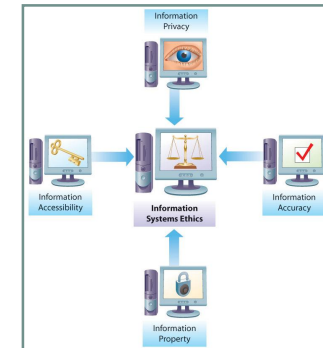 Information
Privacy
Information
Accessibility
Information
Systems Ethics
Information
Accuracy
Information
Property